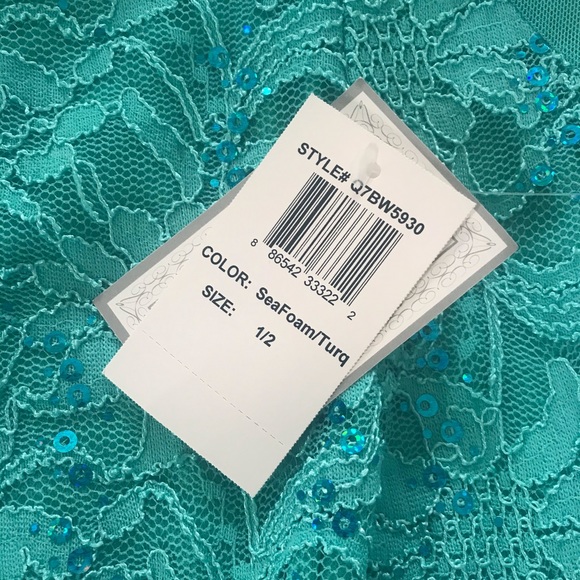 STYLE# Q7BW5930
8 86542 33322 2
COLOR: SeaFoam/Turq
SIZE: 1/2